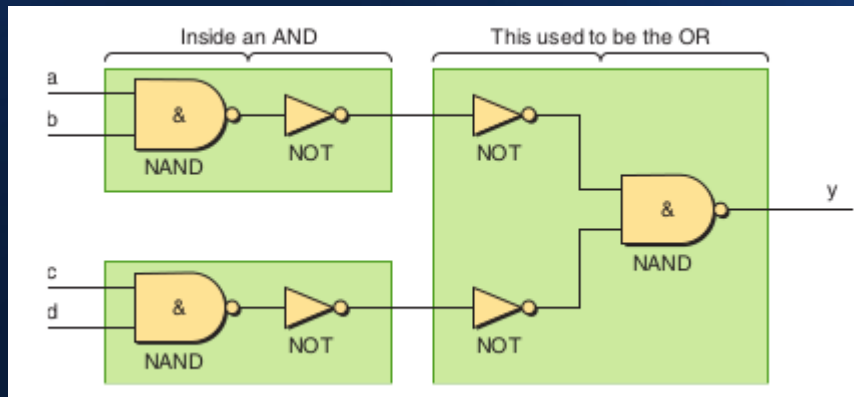 Inside an AND
This used to be the OR
a
b
&
NAND
NOT
NOT
&
NAND
y
c
d
&
NAND
NOT
NOT